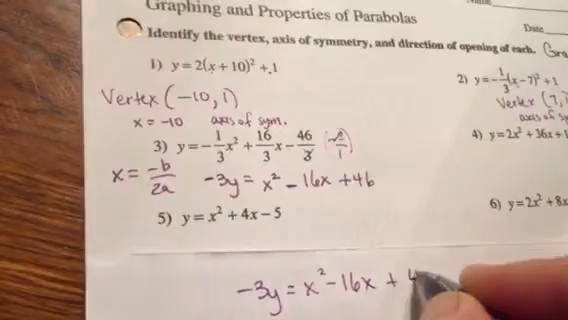 Graphing and Properties of Parabolas
Date
Identify the vertex, axis of symmetry, and direction of opening of each.
1) y = 2(x + 10)² + 1
2) y = -1/3(x - 7)² + 1
Vertex (-10, 1)
Vertex (7,
x = -10 axis of sym.
axis of sy
3) y = -1/3x² + 16/3x - 46/3
4) y = 2x² + 36x +
x = -b/2a
-3y = x² - 16x + 46
5) y = x² + 4x - 5
6) y = 2x² + 8x
-3y = x² - 16x + 4